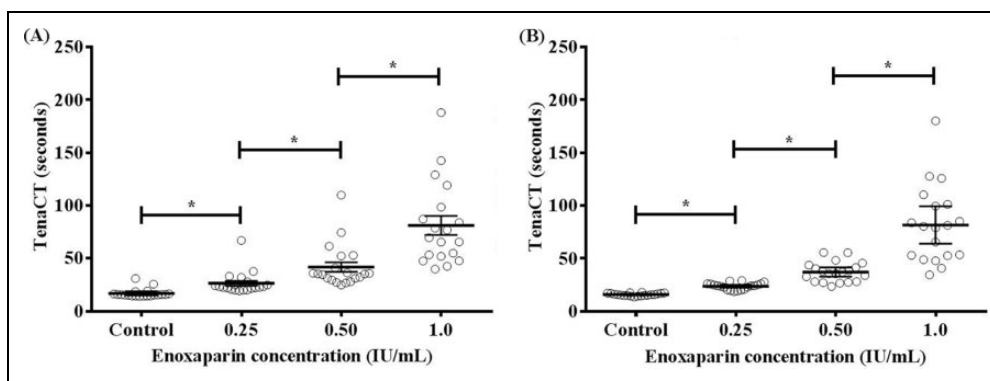 (A)
250
200
150
100
50
0
TenaCT (seconds)
*
*
*
Control 0.25 0.50 1.0
Enoxaparin concentration (IU/mL)
(B)
250
200
150
100
50
0
TenaCT (seconds)
*
*
*
Control 0.25 0.50 1.0
Enoxaparin concentration (IU/mL)